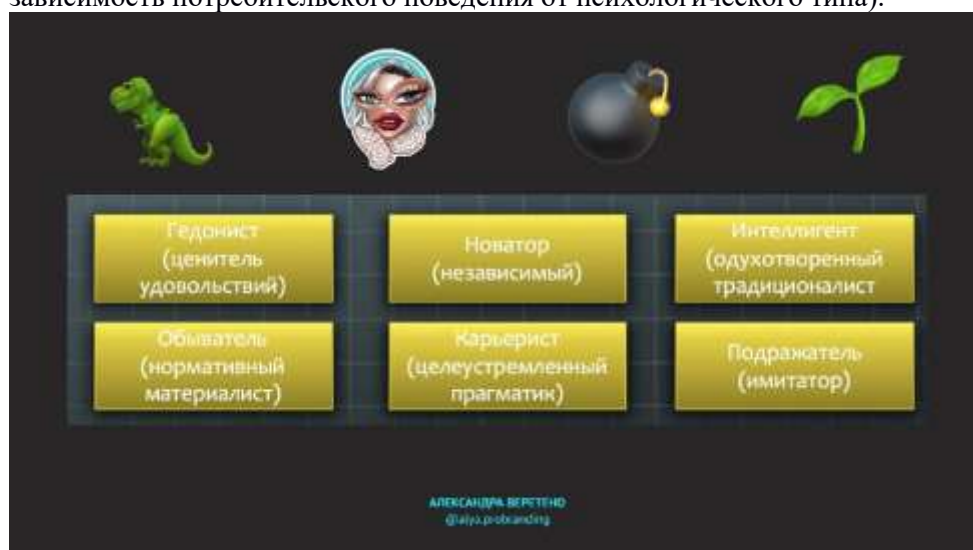 зависимость потребительского поведения от психологического типа).
Гедонист
(ценитель
удовольствий)
Новатор
(независимый)
Интеллигент
(одухотворенный
традиционалист
Обыватель
(нормативный
материалист)
Карьерист
(целеустремленный
прагматик)
Подражатель
(имитатор)
АЛЕКСАНДРА ВЕРЕТЕНО
@alya.probranding